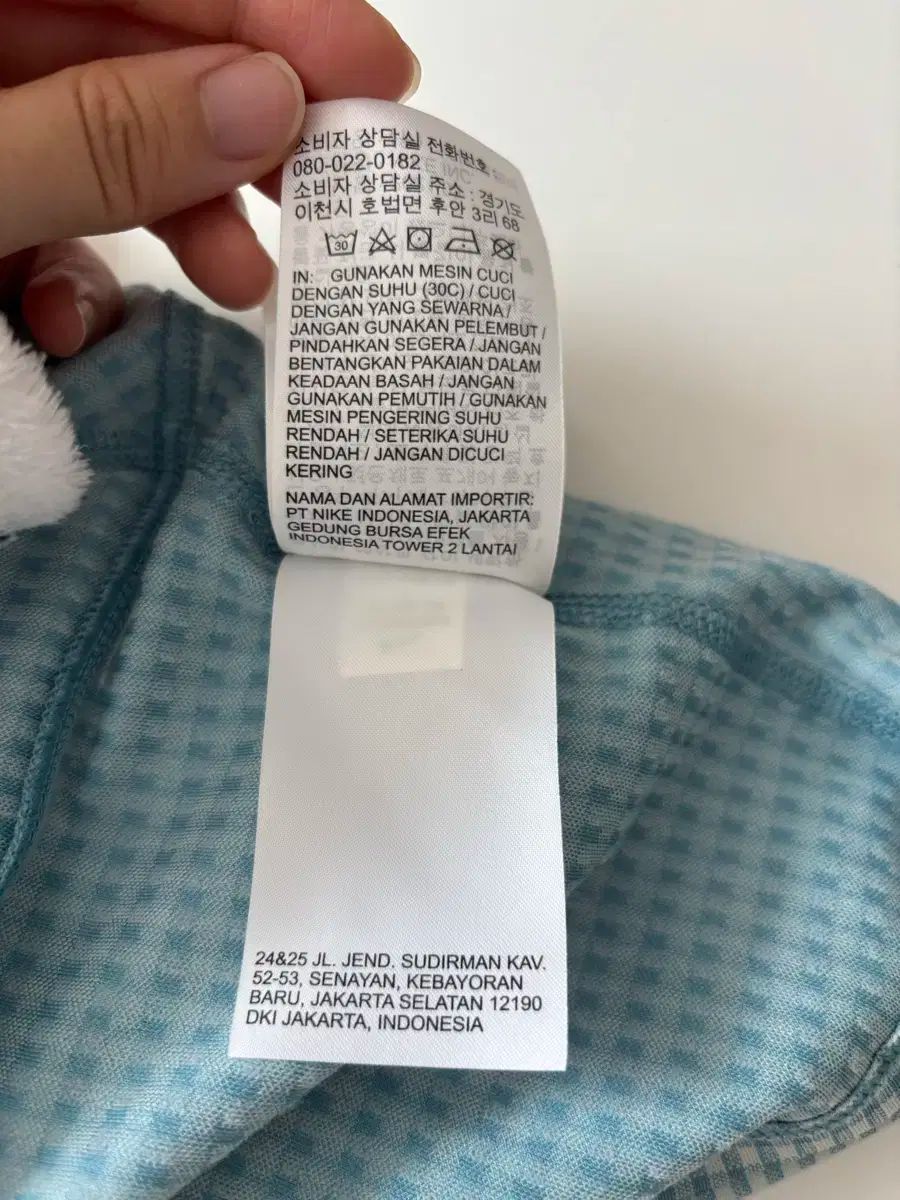 소비자 상담실 전화번호
080-022-0182
소비자 상담실 주소 : 경기도
이천시 호법면 후안 3리 68
30
IN: GUNAKAN MESIN CUCI
DENGAN SUHU (30C) / CUCI
DENGAN YANG SEWARNA /
JANGAN GUNAKAN PELEMBUT /
PINDAHKAN SEGERA / JANGAN
BENTANGKAN PAKAIAN DALAM
KEADAAN BASAH / JANGAN
GUNAKAN PEMUTIH / GUNAKAN
MESIN PENGERING SUHU
RENDAH / SETERIKA SUHU
RENDAH / JANGAN DICUCI
KERING
NAMA DAN ALAMAT IMPORTIR:
PT NIKE INDONESIA, JAKARTA
GEDUNG BURSA EFEK
INDONESIA TOWER 2 LANTAI
24&25 JL. JEND. SUDIRMAN KAV.
52-53, SENAYAN, KEBAYORAN
BARU, JAKARTA SELATAN 12190
DKI JAKARTA, INDONESIA